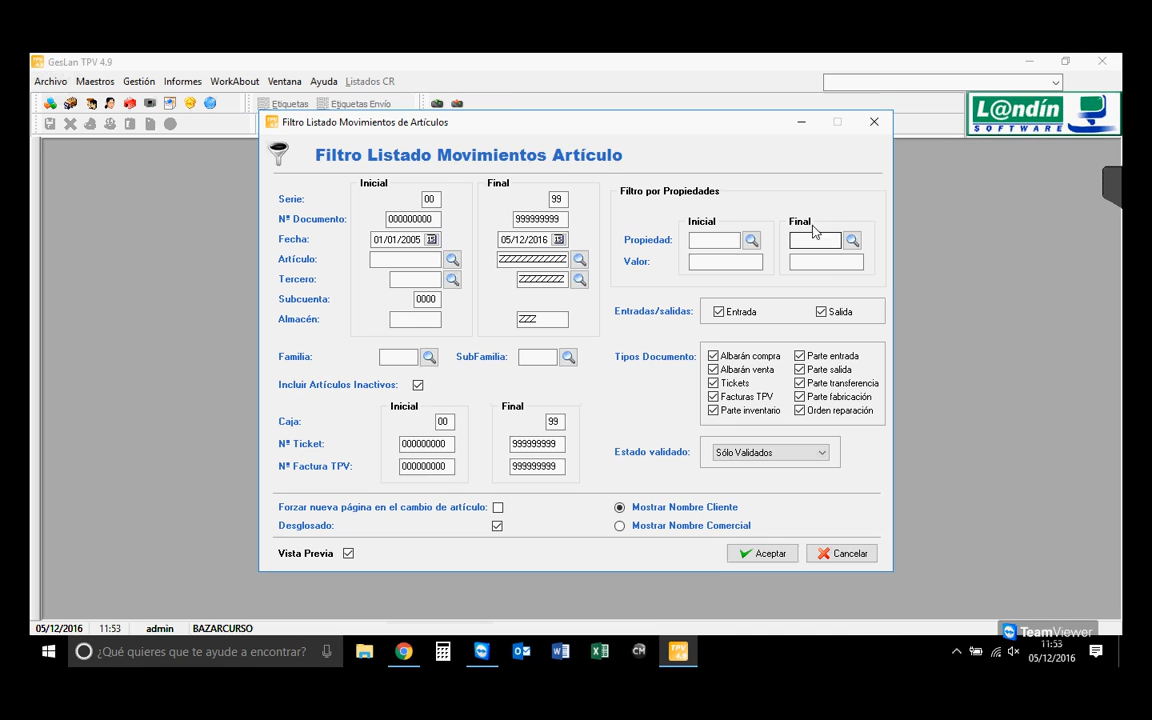 GesLan TPV 4.9
Archivo Maestros Gestión Informes WorkAbout Ventana Ayuda Listados CR
Etiquetas Etiquetas Envío
L@ndín
SOFTWARE
Filtro Listado Movimientos de Artículos
Filtro Listado Movimientos Artículo
Inicial Final
Serie: 00 99
Nº Documento: 000000000 999999999
Fecha: 01/01/2005 15 05/12/2016 15
Artículo: ZZZZZZZZZZZZZ
Tercero: ZZZZZZZZ
Subcuenta: 0000
Almacén: ZZZ
Familia: SubFamilia:
Incluir Artículos Inactivos:
Inicial Final
Caja: 00 99
Nº Ticket: 000000000 999999999
Nº Factura TPV: 000000000 999999999
Forzar nueva página en el cambio de artículo:
Desglosado:
Vista Previa
Filtro por Propiedades
Inicial Final
Propiedad:
Valor:
Entradas/salidas: Entrada Salida
Tipos Documento: Albarán compra Parte entrada
Albarán venta Parte salida
Tickets Parte transferencia
Facturas TPV Parte fabricación
Parte inventario Orden reparación
Estado validado: Sólo Validados
Mostrar Nombre Cliente
Mostrar Nombre Comercial
Aceptar Cancelar
05/12/2016 11:53 admin BAZARCURSO
TeamViewer
¿Qué quieres que te ayude a encontrar?
TPV
4.9
11:53
05/12/2016